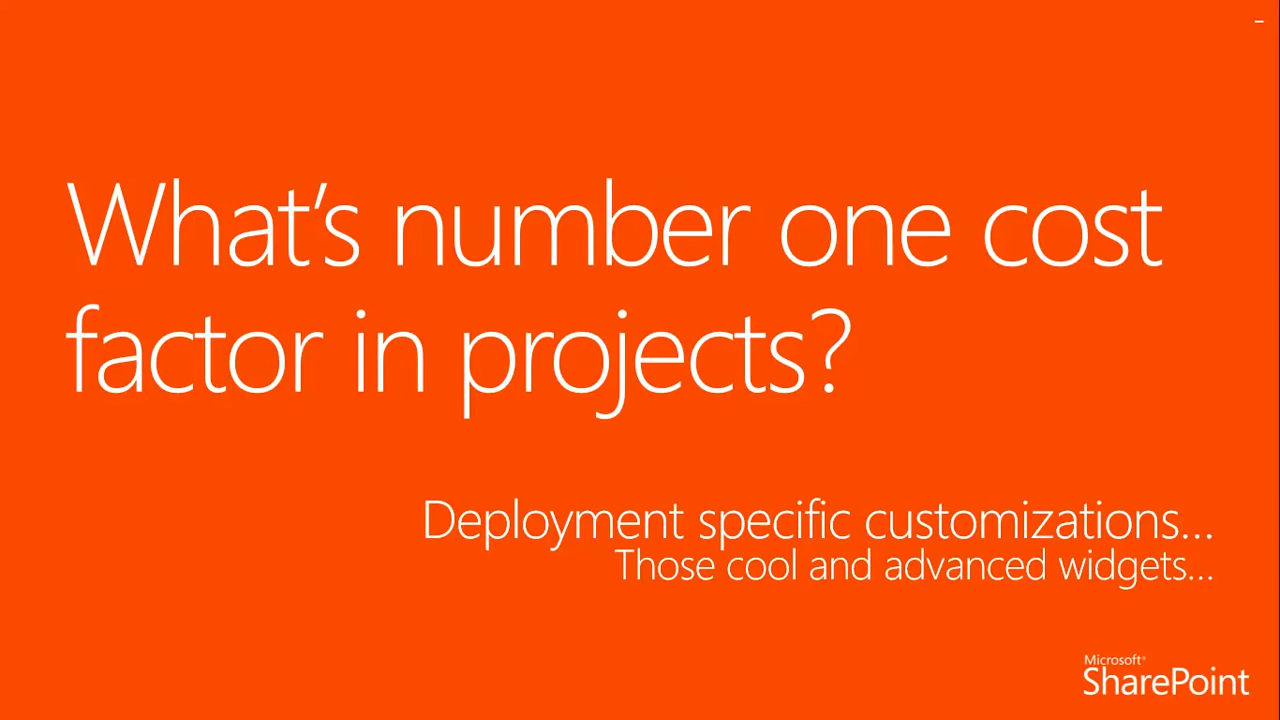 What's number one cost
factor in projects?
Deployment specific customizations...
Those cool and advanced widgets...
Microsoft®
SharePoint